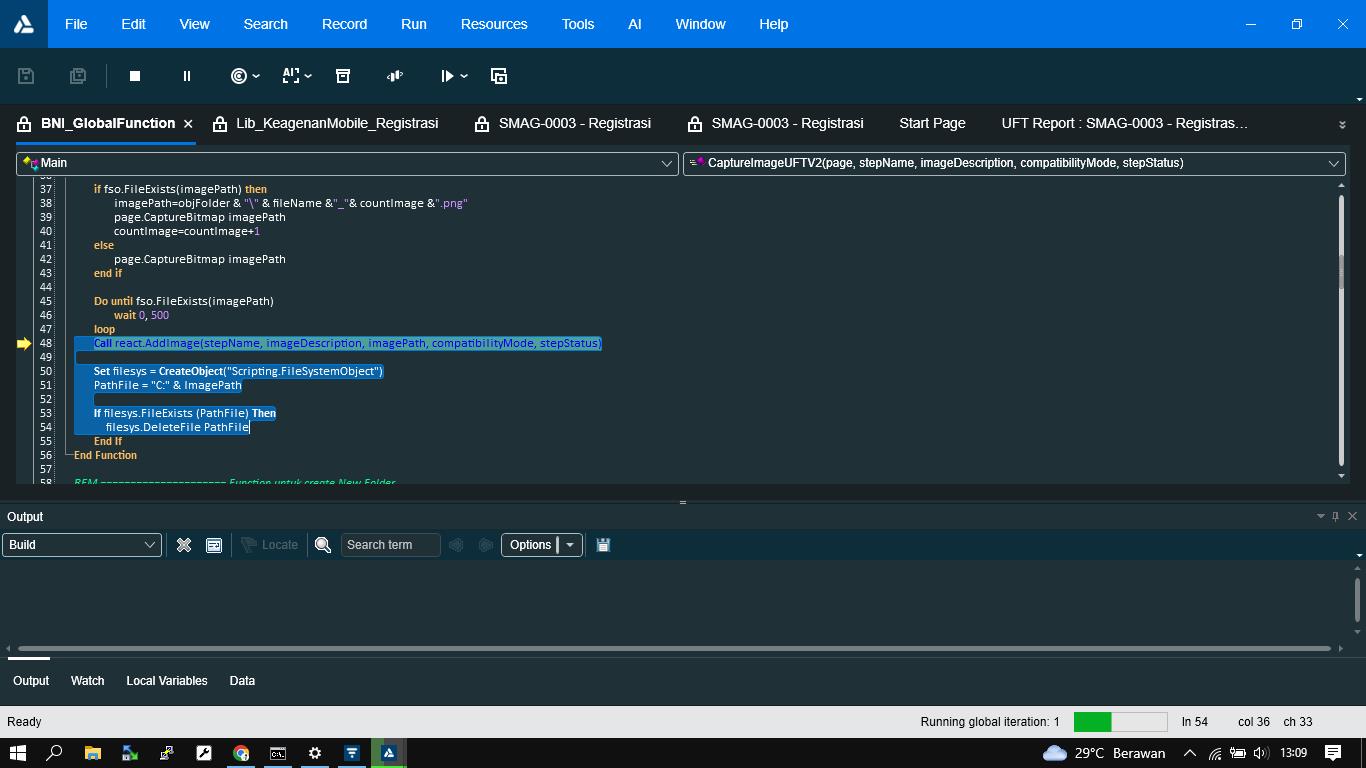 File Edit View Search Record Run Resources Tools AI Window Help
BNI_GlobalFunction × Lib_KeagenanMobile_Registrasi SMAG-0003 - Registrasi SMAG-0003 - Registrasi Start Page UFT Report : SMAG-0003 - Registras...
Main CaptureImageUFTV2(page, stepName, imageDescription, compatibilityMode, stepStatus)
37 if fso.FileExists(imagePath) then
38 imagePath=objFolder & "\" & fileName &"_"& countImage &".png"
39 page.CaptureBitmap imagePath
40 countImage=countImage+1
41 else
42 page.CaptureBitmap imagePath
43 end if
44
45 Do until fso.FileExists(imagePath)
46 wait 0, 500
47 loop
48 Call react.AddImage(stepName, imageDescription, imagePath, compatibilityMode, stepStatus)
49
50 Set filesys = CreateObject("Scripting.FileSystemObject")
51 PathFile = "C:" & ImagePath
52
53 If filesys.FileExists (PathFile) Then
54 filesys.DeleteFile PathFile
55 End If
56 End Function
57
58 REM ===================== Function untuk create New Folder
Output
Build Locate Search term Options
Output Watch Local Variables Data
Ready Running global iteration: 1 ln 54 col 36 ch 33
29°C Berawan 13:09